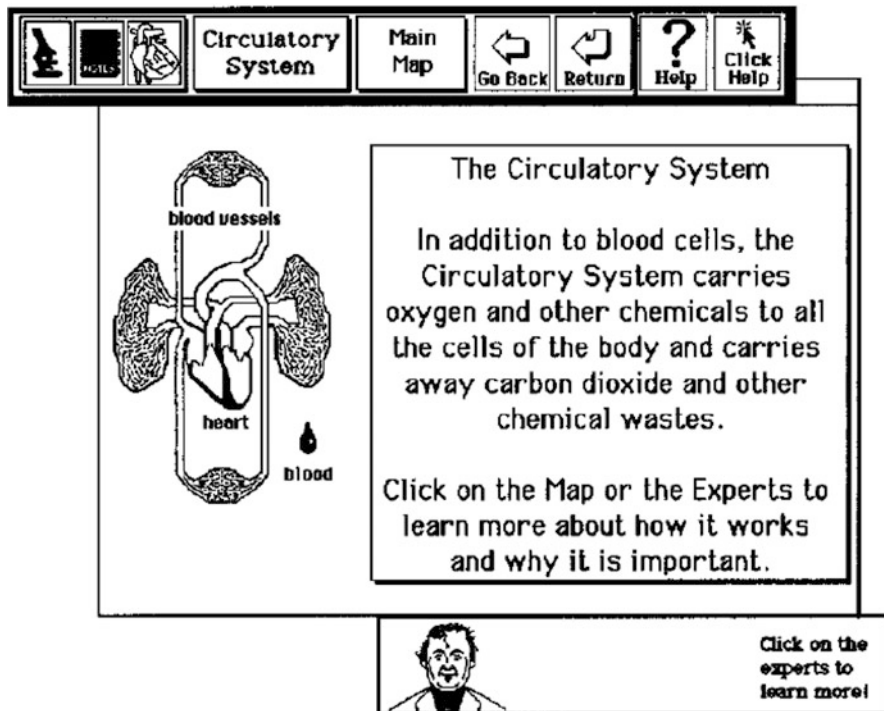 Circulatory
System
Main
Map
Go Back
Return
Help
Click
Help
blood vessels
heart
blood
The Circulatory System
In addition to blood cells, the
Circulatory System carries
oxygen and other chemicals to all
the cells of the body and carries
away carbon dioxide and other
chemical wastes.
Click on the Map or the Experts to
learn more about how it works
and why it is important.
Click on the
experts to
learn more!